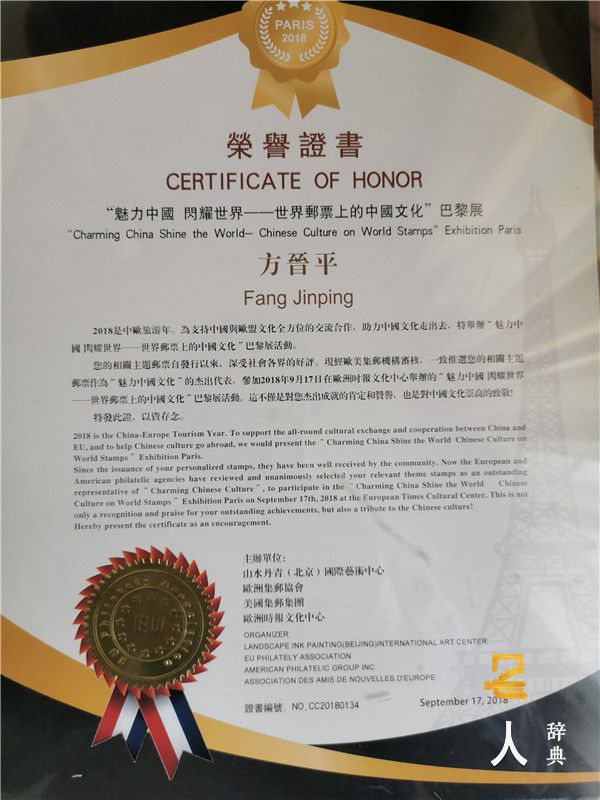 PARIS
2018
榮譽證書
CERTIFICATE OF HONOR
“魅力中國 閃耀世界——世界郵票上的中國文化”巴黎展
“Charming China Shine the World— Chinese Culture on World Stamps” Exhibition Paris
方晉平
Fang Jinping
2018是中歐旅游年。為支持中國與歐盟文化全方位的交流合作，助力中國文化走出去，特舉辦“魅力中
國 閃耀世界——世界郵票上的中國文化”巴黎展活動。
您的相關主題郵票自發行以來，深受社會各界的好評。現經歐美集郵機構審核，一致推選您的相關主題
郵票作為“魅力中國文化”的杰出代表，參加2018年9月17日在歐洲时报文化中心舉辦的“魅力中國 閃耀世界
——世界郵票上的中國文化”巴黎展活動。這不僅是對您杰出成就的肯定和贊譽，也是對中國文化崇高的致敬!
特發此證，以資存念。
2018 is the China-Europe Tourism Year. To support the all-round cultural exchange and cooperation between China and
EU, and to help Chinese culture go abroad, we would present the “Charming China Shine the World Chinese Culture on
World Stamps” Exhibition Paris.
Since the issuance of your personalized stamps, they have been well received by the community. Now the European and
American philatelic agencies have reviewed and unanimously selected your relevant theme stamps as an outstanding
representative of “Charming Chinese Culture”, to participate in the “Charming China Shine the World Chinese
Culture on World Stamps” Exhibition Paris on September 17th, 2018 at the European Times Cultural Center. This is not
only a recognition and praise for your outstanding achievements, but also a tribute to the Chinese culture!
Hereby present the certificate as an encouragement.
主辦單位:
山水丹青（北京）國際藝術中心
歐洲集郵協會
美國集郵集團
歐洲時報文化中心
ORGANIZER:
LANDSCAPE INK PAINTING(BEIJING)INTERNATIONAL ART CENTER
EU PHILATELY ASSOCIATION
AMERICAN PHILATELIC GROUP INC
ASSOCIATION DES AMIS DE NOUVELLES D'EUROPE
證書編號: NO.CC20180134
September 17, 2018
EU Philately Association
EUI
人
辞典